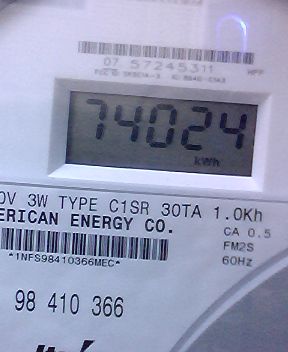 07 57245311
74024
kWh
0V 3W TYPE C1SR 30TA 1.0Kh
ERICAN ENERGY CO.
CA 0.5
FM2S
*1NFS98410366MEC*
60Hz
98 410 366